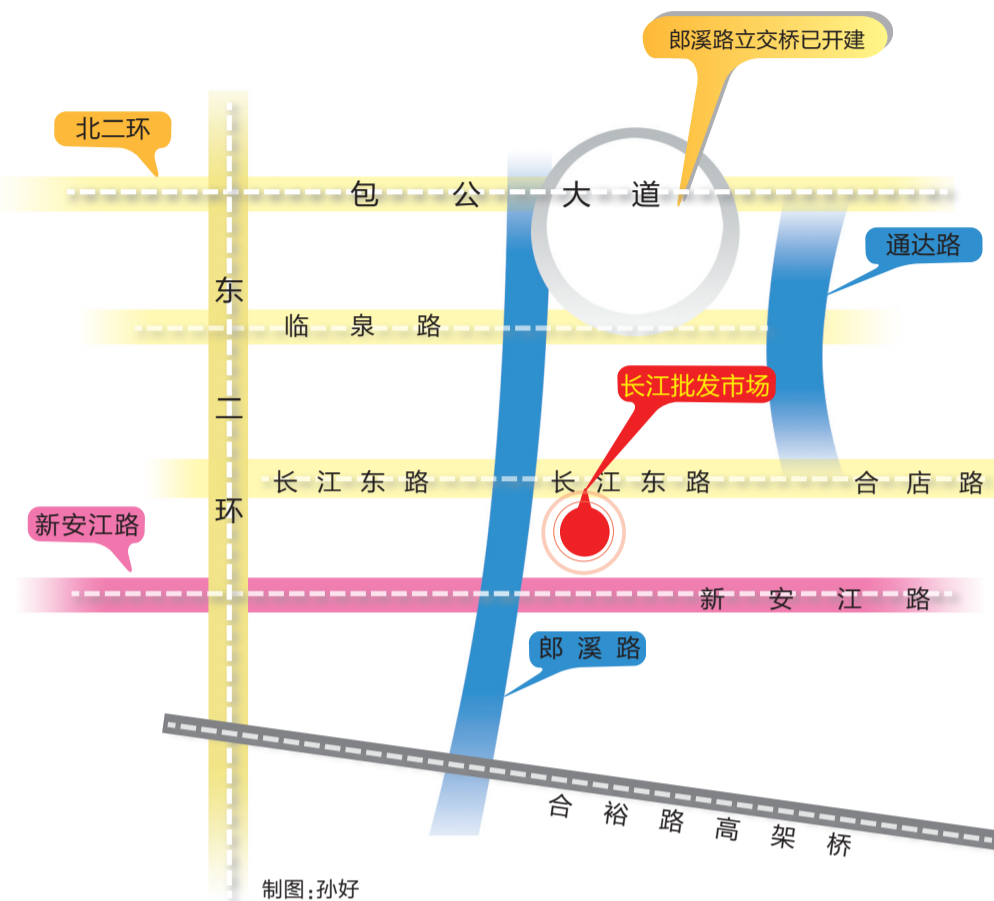 郎溪路立交桥已开建
北二环
包公大道
通达路
东二环
临泉路
长江批发市场
长江东路
长江东路
合店路
新安江路
新安江路
郎溪路
合裕路高架桥
制图:孙好